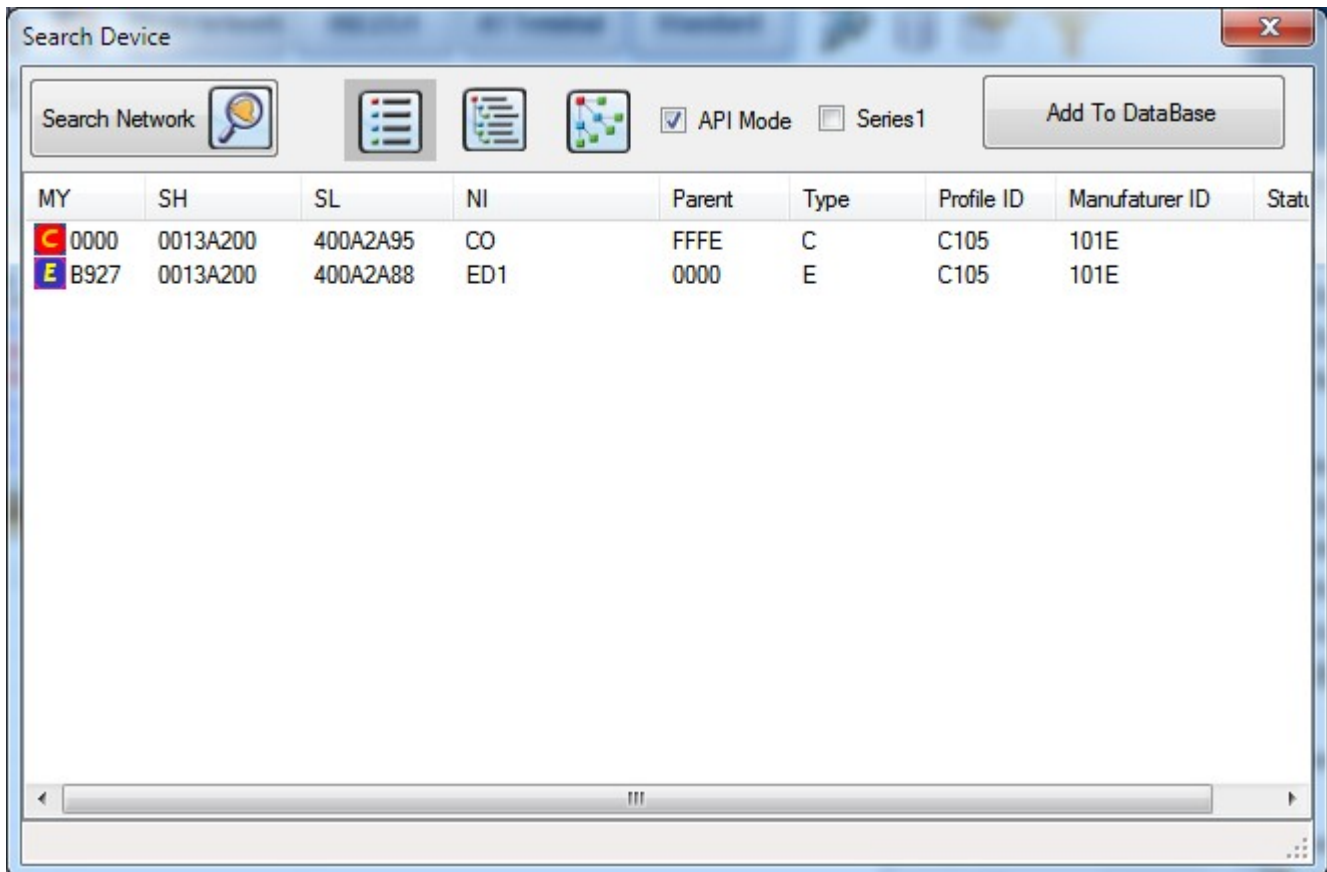 Search Device
Search Network API Mode Series1 Add To DataBase
MY SH SL NI Parent Type Profile ID Manufaturer ID Statu
C 0000 0013A200 400A2A95 CO FFFE C C105 101E
E B927 0013A200 400A2A88 ED1 0000 E C105 101E